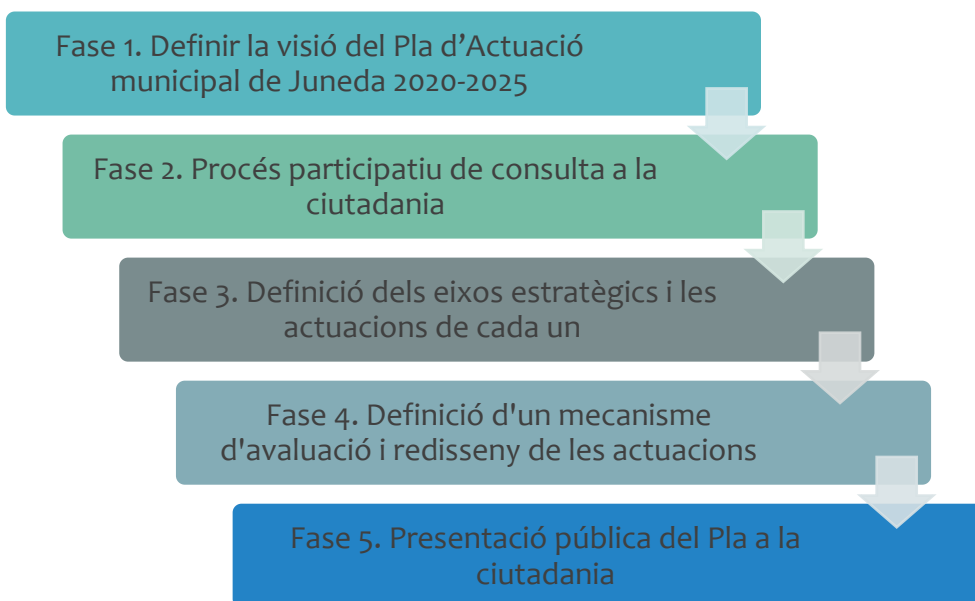 Fase 1. Definir la visió del Pla d’Actuació
municipal de Juneda 2020-2025
Fase 2. Procés participatiu de consulta a la
ciutadania
Fase 3. Definició dels eixos estratègics i les
actuacions de cada un
Fase 4. Definició d'un mecanisme
d'avaluació i redisseny de les actuacions
Fase 5. Presentació pública del Pla a la
ciutadania